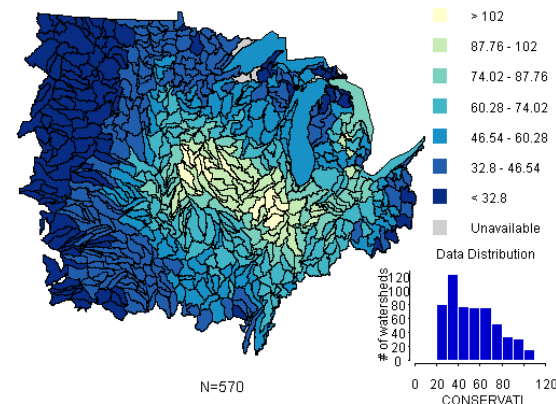 > 102
87.76 - 102
74.02 - 87.76
60.28 - 74.02
46.54 - 60.28
32.8 - 46.54
< 32.8
Unavailable
Data Distribution
# of watersheds
120
80
60
40
20
0
0 20 40 60 80 120
CONSERVATI
N=570